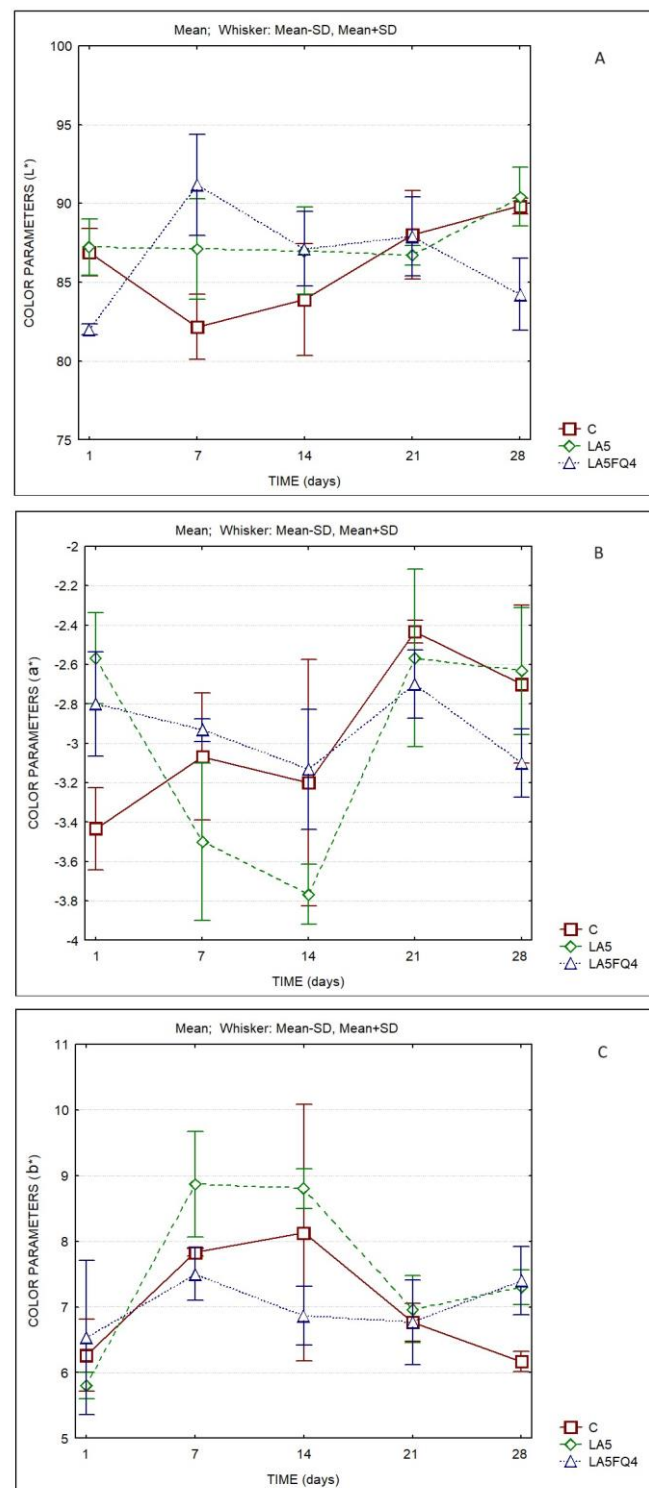 Mean; Whisker: Mean-SD, Mean+SD
A
100
95
90
85
80
75
COLOR PARAMETERS (L*)
1 7 14 21 28
TIME (days)
C
LA5
LA5FQ4
Mean; Whisker: Mean-SD, Mean+SD
B
-2
-2.2
-2.4
-2.6
-2.8
-3
-3.2
-3.4
-3.6
-3.8
-4
COLOR PARAMETERS (a*)
1 7 14 21 28
TIME (days)
C
LA5
LA5FQ4
Mean; Whisker: Mean-SD, Mean+SD
C
11
10
9
8
7
6
5
COLOR PARAMETERS (b*)
1 7 14 21 28
TIME (days)
C
LA5
LA5FQ4